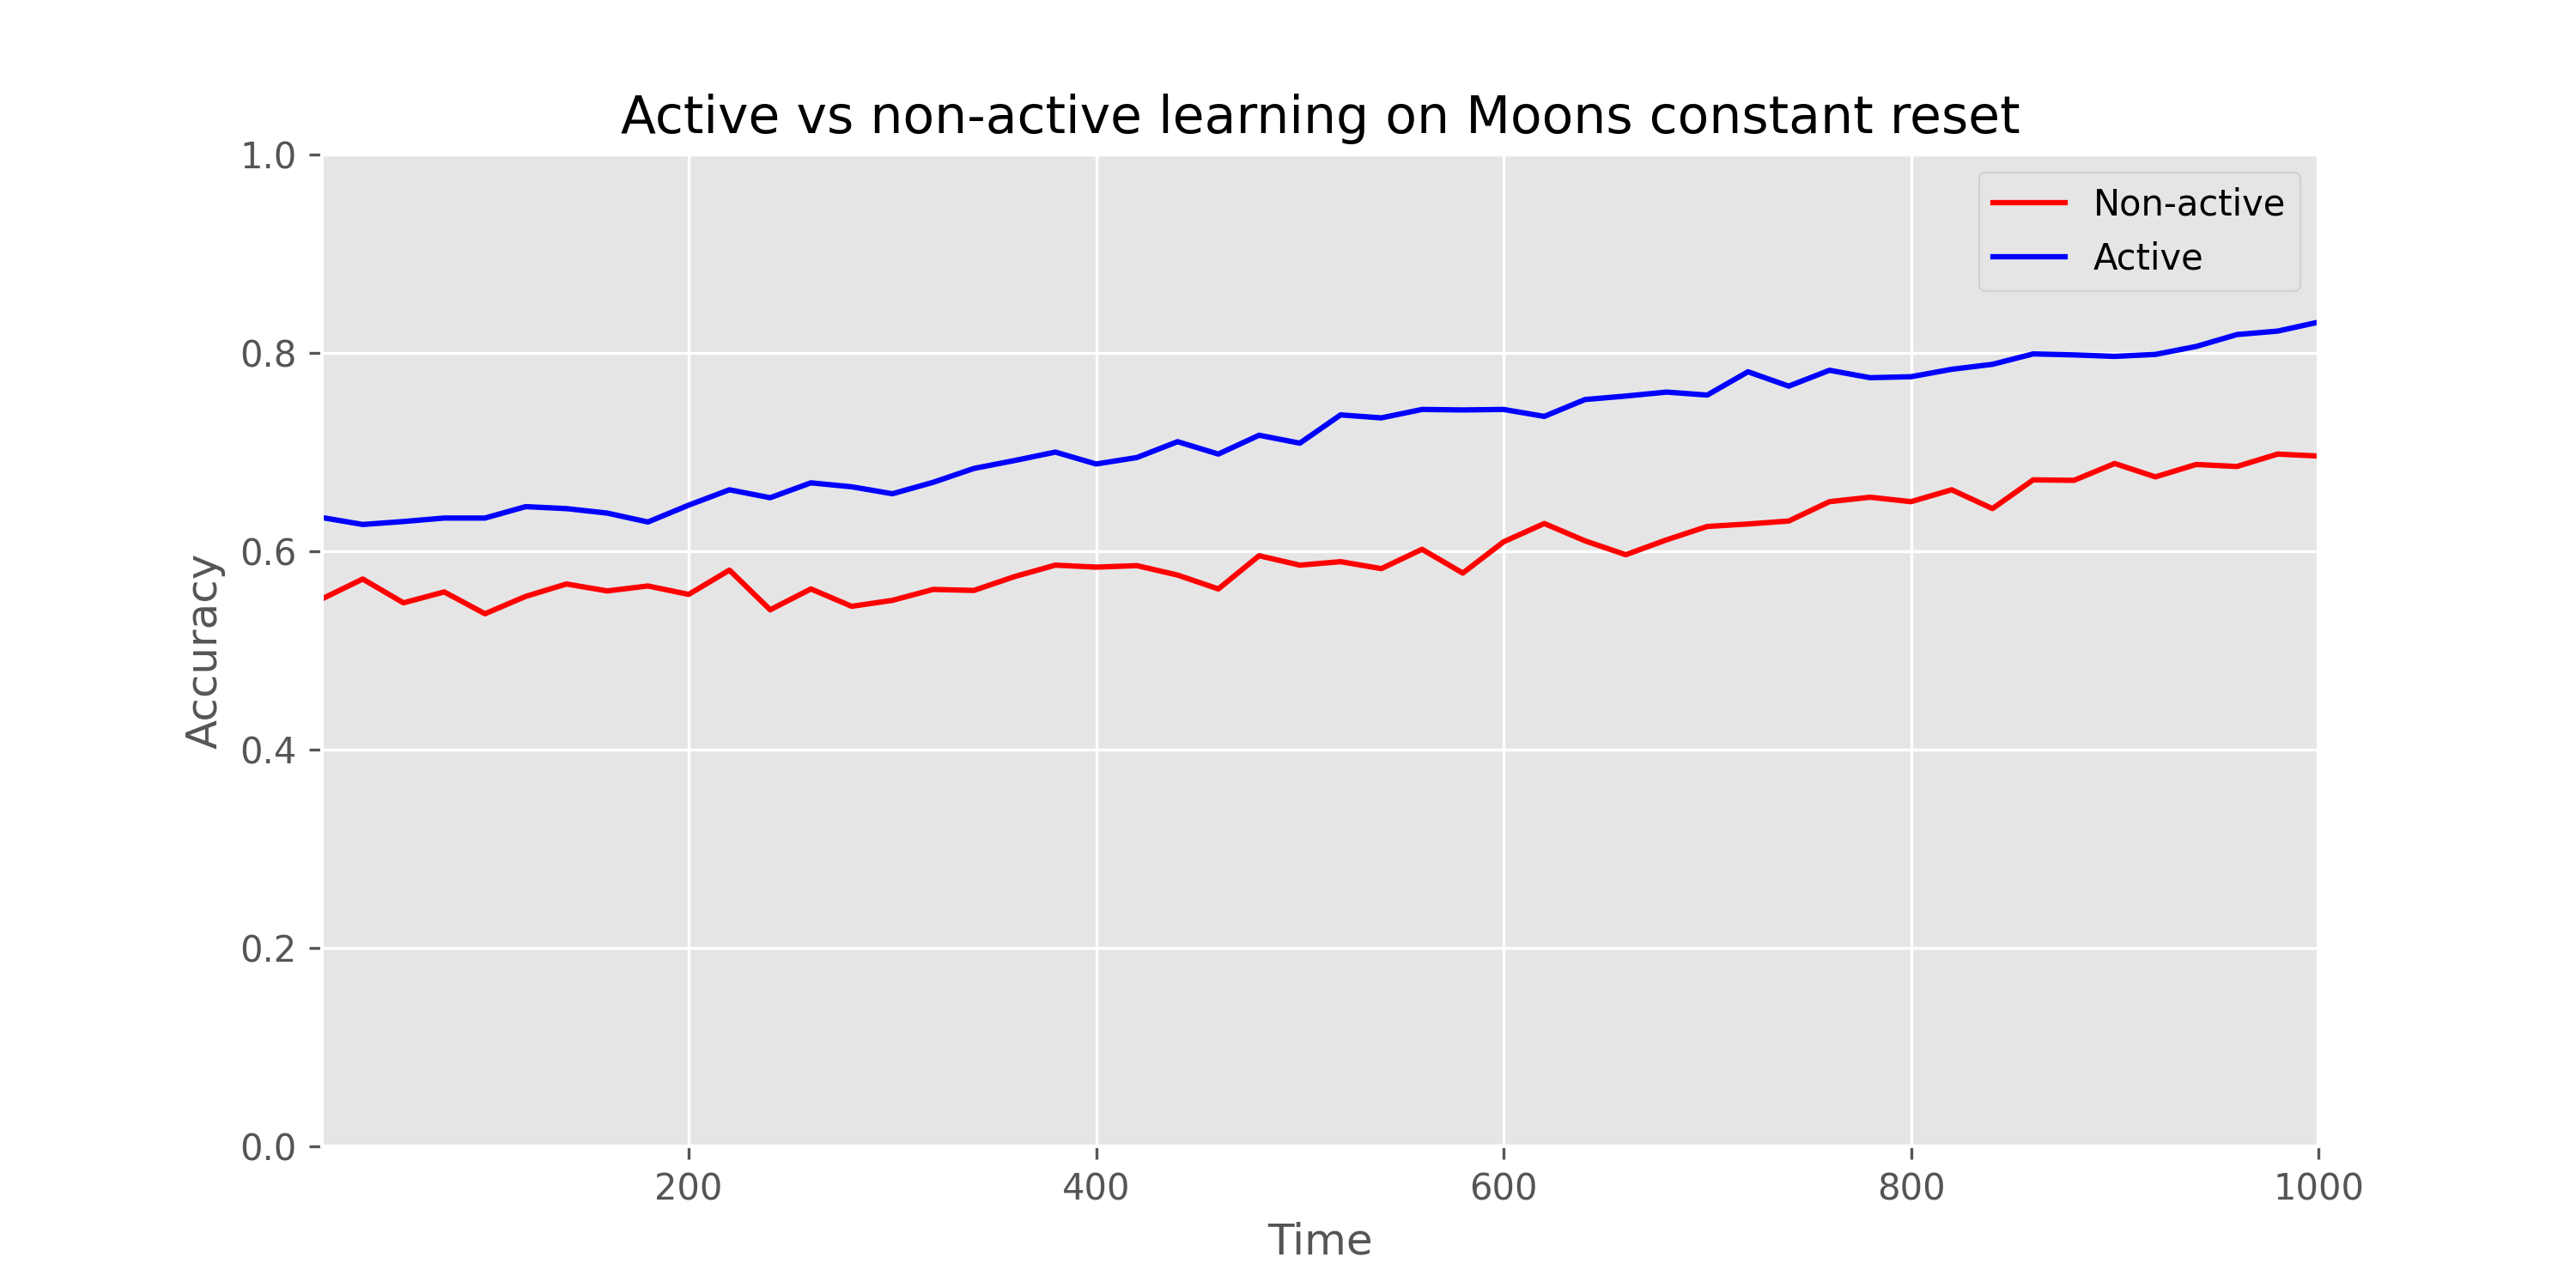 Active vs non-active learning on Moons constant reset
1.0
0.8
0.6
0.4
0.2
0.0
Accuracy
Non-active
Active
200 400 600 800 1000
Time